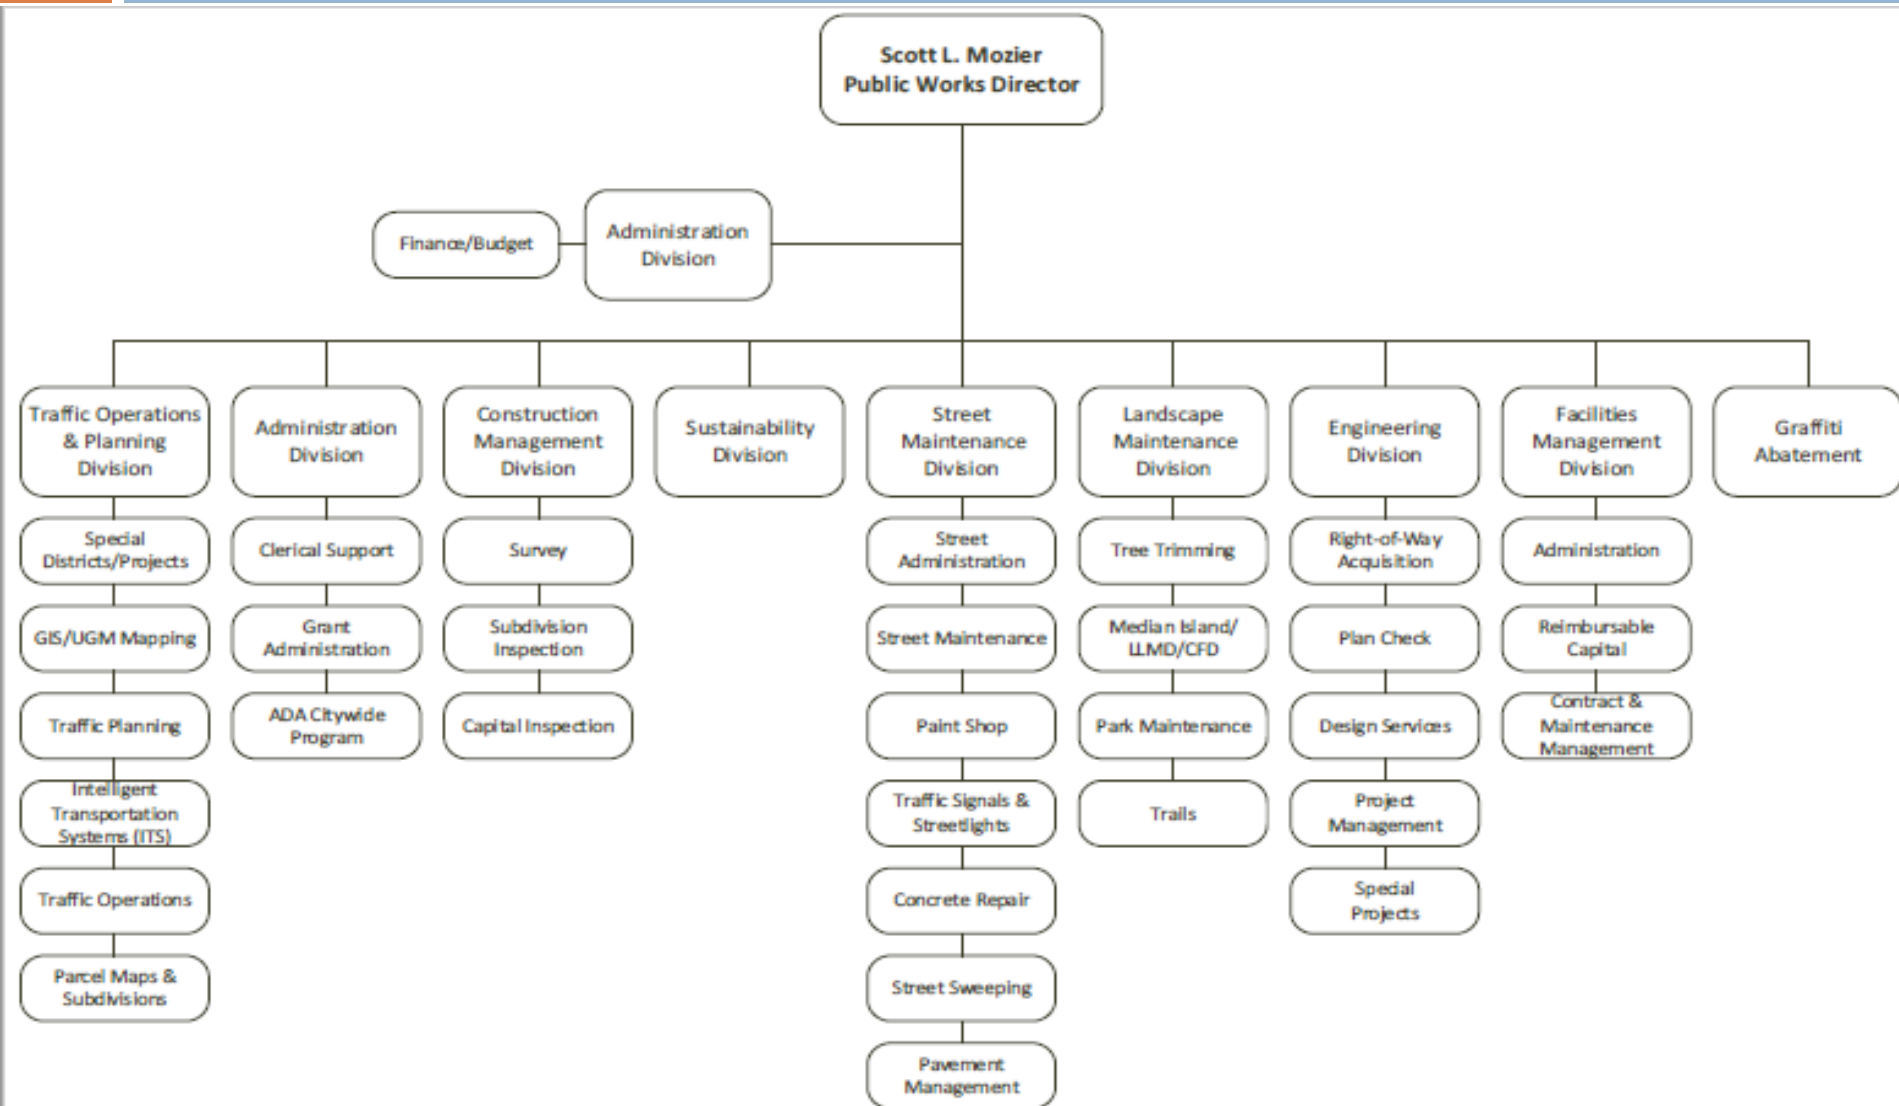 Scott L. Mozier
Public Works Director
Finance/Budget
Administration
Division
Traffic Operations
& Planning
Division
Administration
Division
Construction
Management
Division
Sustainability
Division
Street
Maintenance
Division
Landscape
Maintenance
Division
Engineering
Division
Facilities
Management
Division
Graffiti
Abatement
Special
Districts/Projects
Clerical Support
Survey
Street
Administration
Tree Trimming
Right-of-Way
Acquisition
Administration
GIS/UGM Mapping
Grant
Administration
Subdivision
Inspection
Street Maintenance
Median Island/
LLMD/CFD
Plan Check
Reimbursable
Capital
Traffic Planning
ADA Citywide
Program
Capital Inspection
Paint Shop
Park Maintenance
Design Services
Contract &
Maintenance
Management
Intelligent
Transportation
Systems (ITS)
Traffic Signals &
Streetlights
Trails
Project
Management
Traffic Operations
Concrete Repair
Special
Projects
Parcel Maps &
Subdivisions
Street Sweeping
Pavement
Management